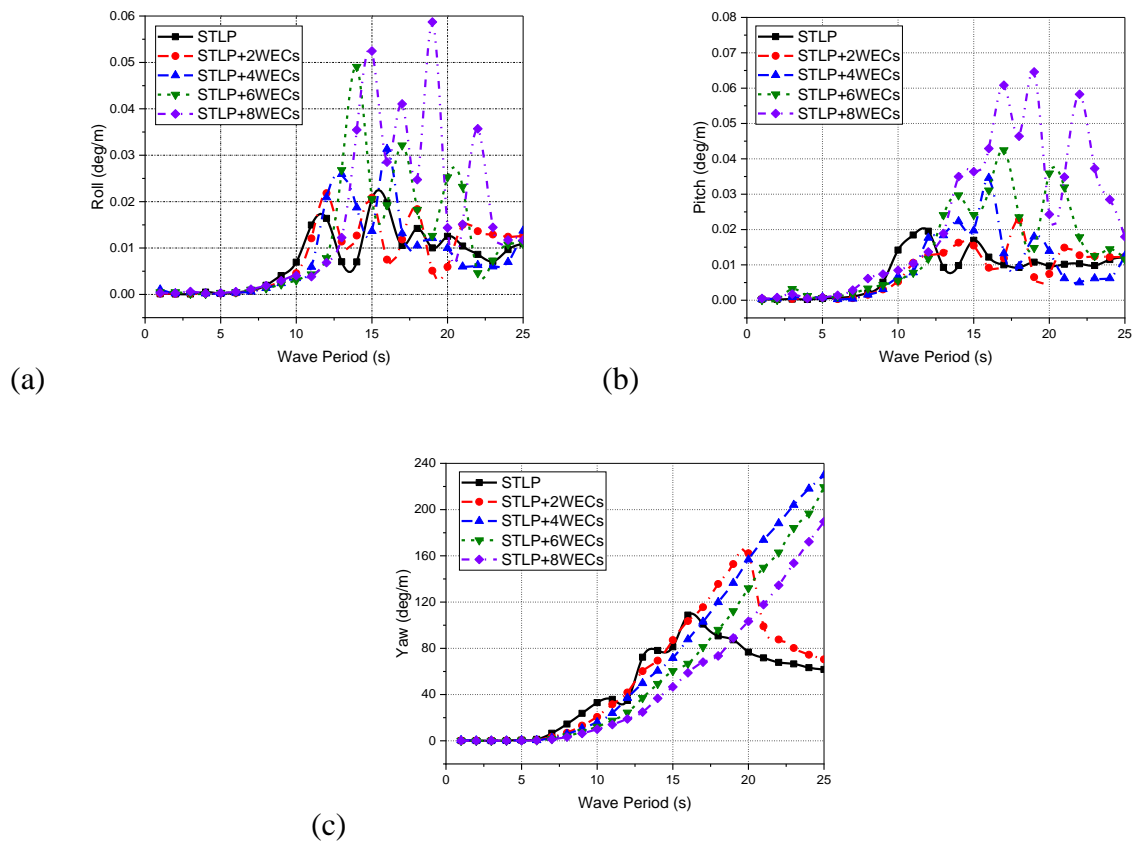 0.06
0.05
0.04
0.03
0.02
0.01
0.00
Roll (deg/m)
STLP
STLP+2WECs
STLP+4WECs
STLP+6WECs
STLP+8WECs
0 5 10 15 20 25
Wave Period (s)
(a)
0.08
0.07
0.06
0.05
0.04
0.03
0.02
0.01
0.00
Pitch (deg/m)
STLP
STLP+2WECs
STLP+4WECs
STLP+6WECs
STLP+8WECs
0 5 10 15 20 25
Wave Period (s)
(b)
240
200
160
120
80
40
0
Yaw (deg/m)
STLP
STLP+2WECs
STLP+4WECs
STLP+6WECs
STLP+8WECs
0 5 10 15 20 25
Wave Period (s)
(c)